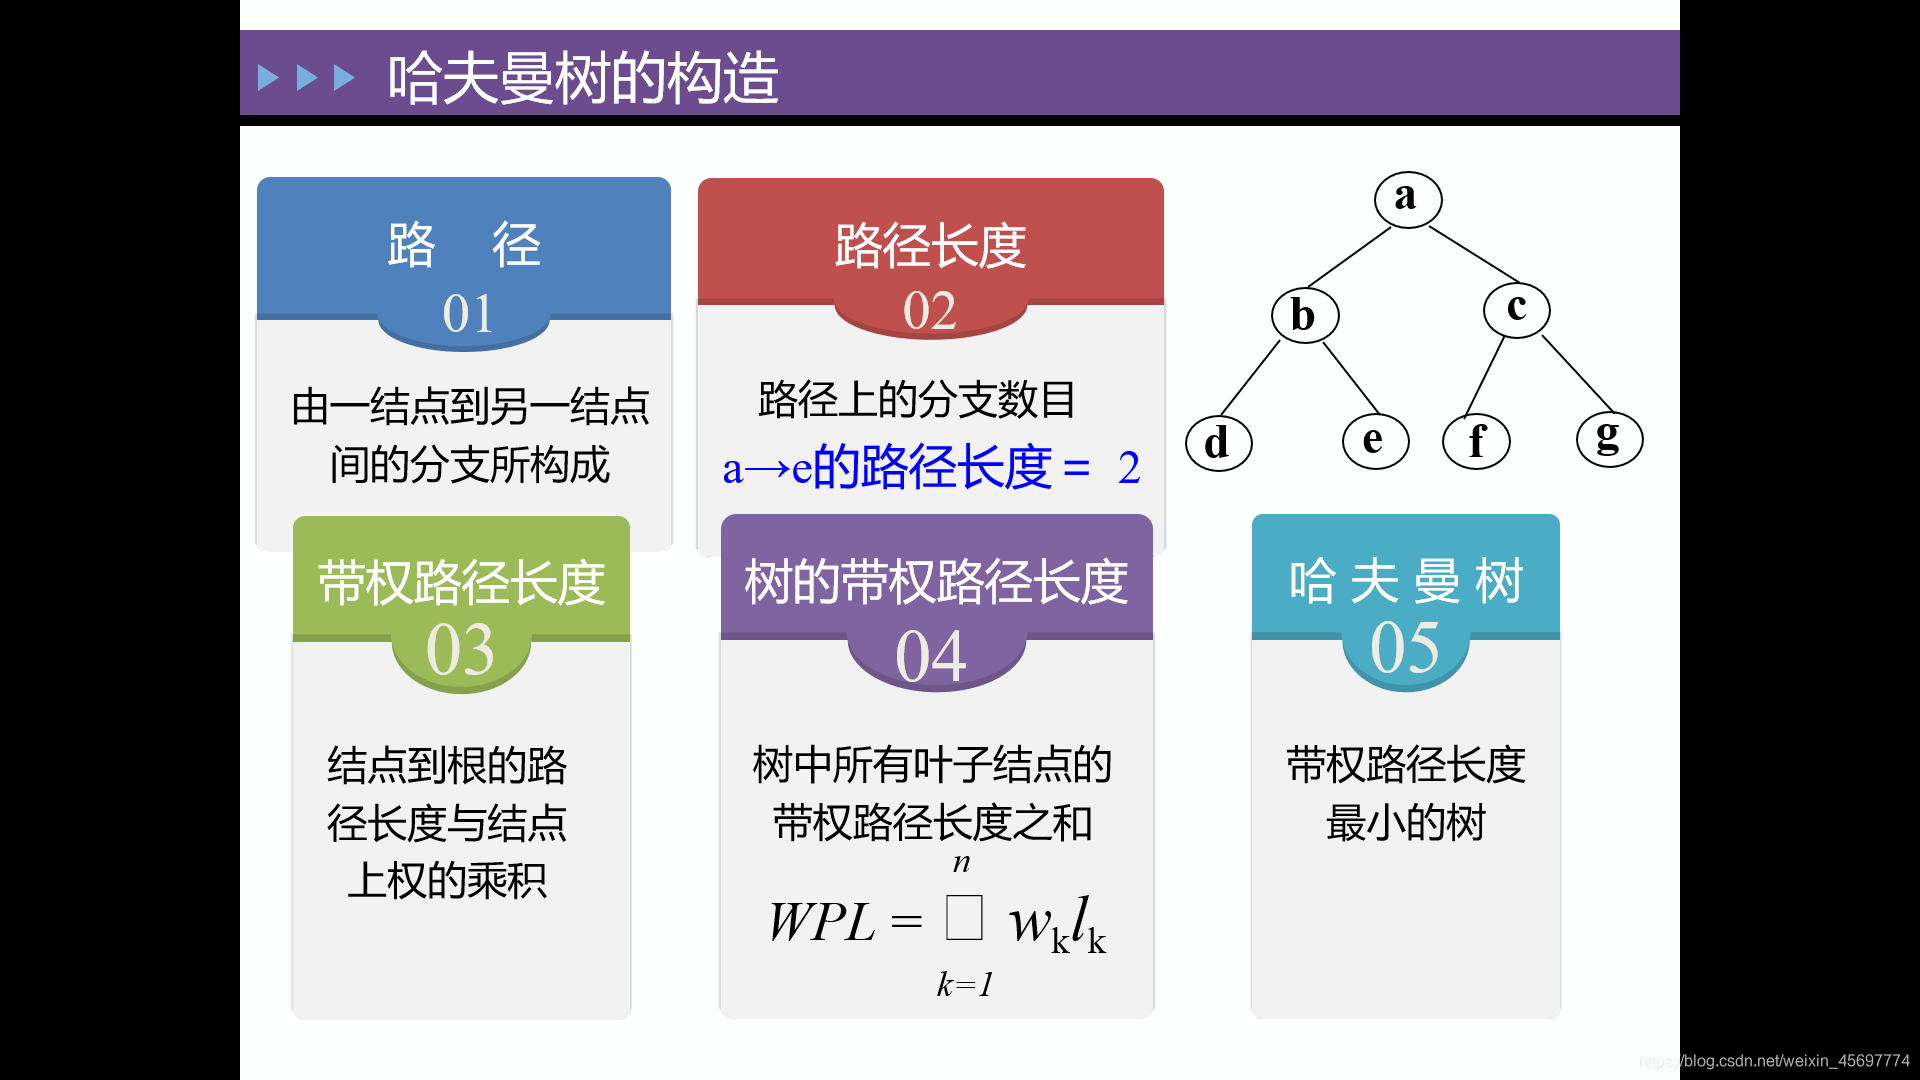 哈夫曼树的构造
路 径
01
由一结点到另一结点
间的分支所构成
路径长度
02
路径上的分支数目
a→e的路径长度 = 2
a
b
c
d
e
f
g
带权路径长度
03
结点到根的路
径长度与结点
上权的乘积
树的带权路径长度
04
树中所有叶子结点的
带权路径长度之和
n
WPL = □ wklk
k=1
哈 夫 曼 树
05
带权路径长度
最小的树
https://blog.csdn.net/weixin_45697774